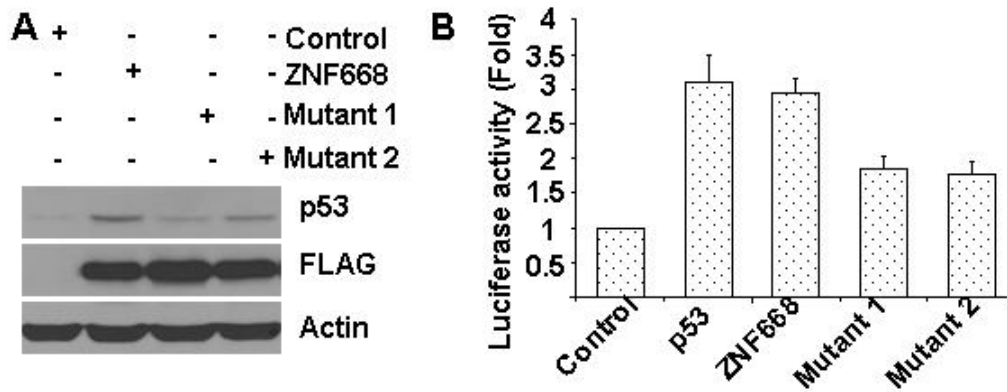 A
+ - - - Control
- + - - ZNF668
- - + - Mutant 1
- - - + Mutant 2
p53
FLAG
Actin
B
Luciferase activity (Fold)
4
3.5
3
2.5
2
1.5
1
0.5
Control
p53
ZNF668
Mutant 1
Mutant 2